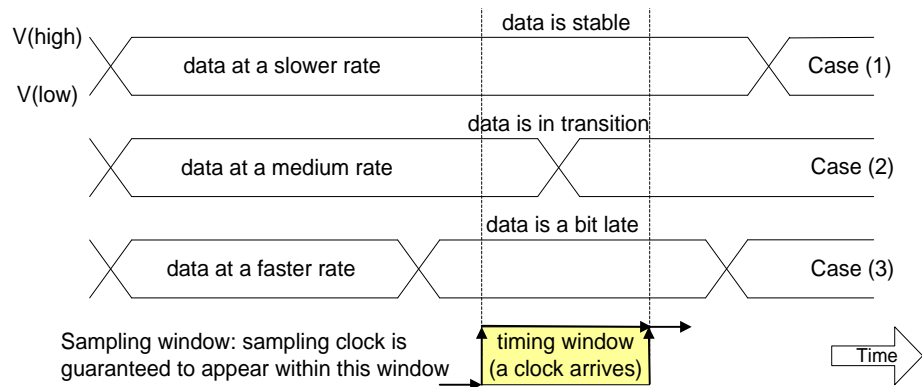 data is stable
V(high)
data at a slower rate
Case (1)
V(low)
data is in transition
data at a medium rate
Case (2)
data is a bit late
data at a faster rate
Case (3)
Sampling window: sampling clock is
guaranteed to appear within this window
timing window
(a clock arrives)
Time